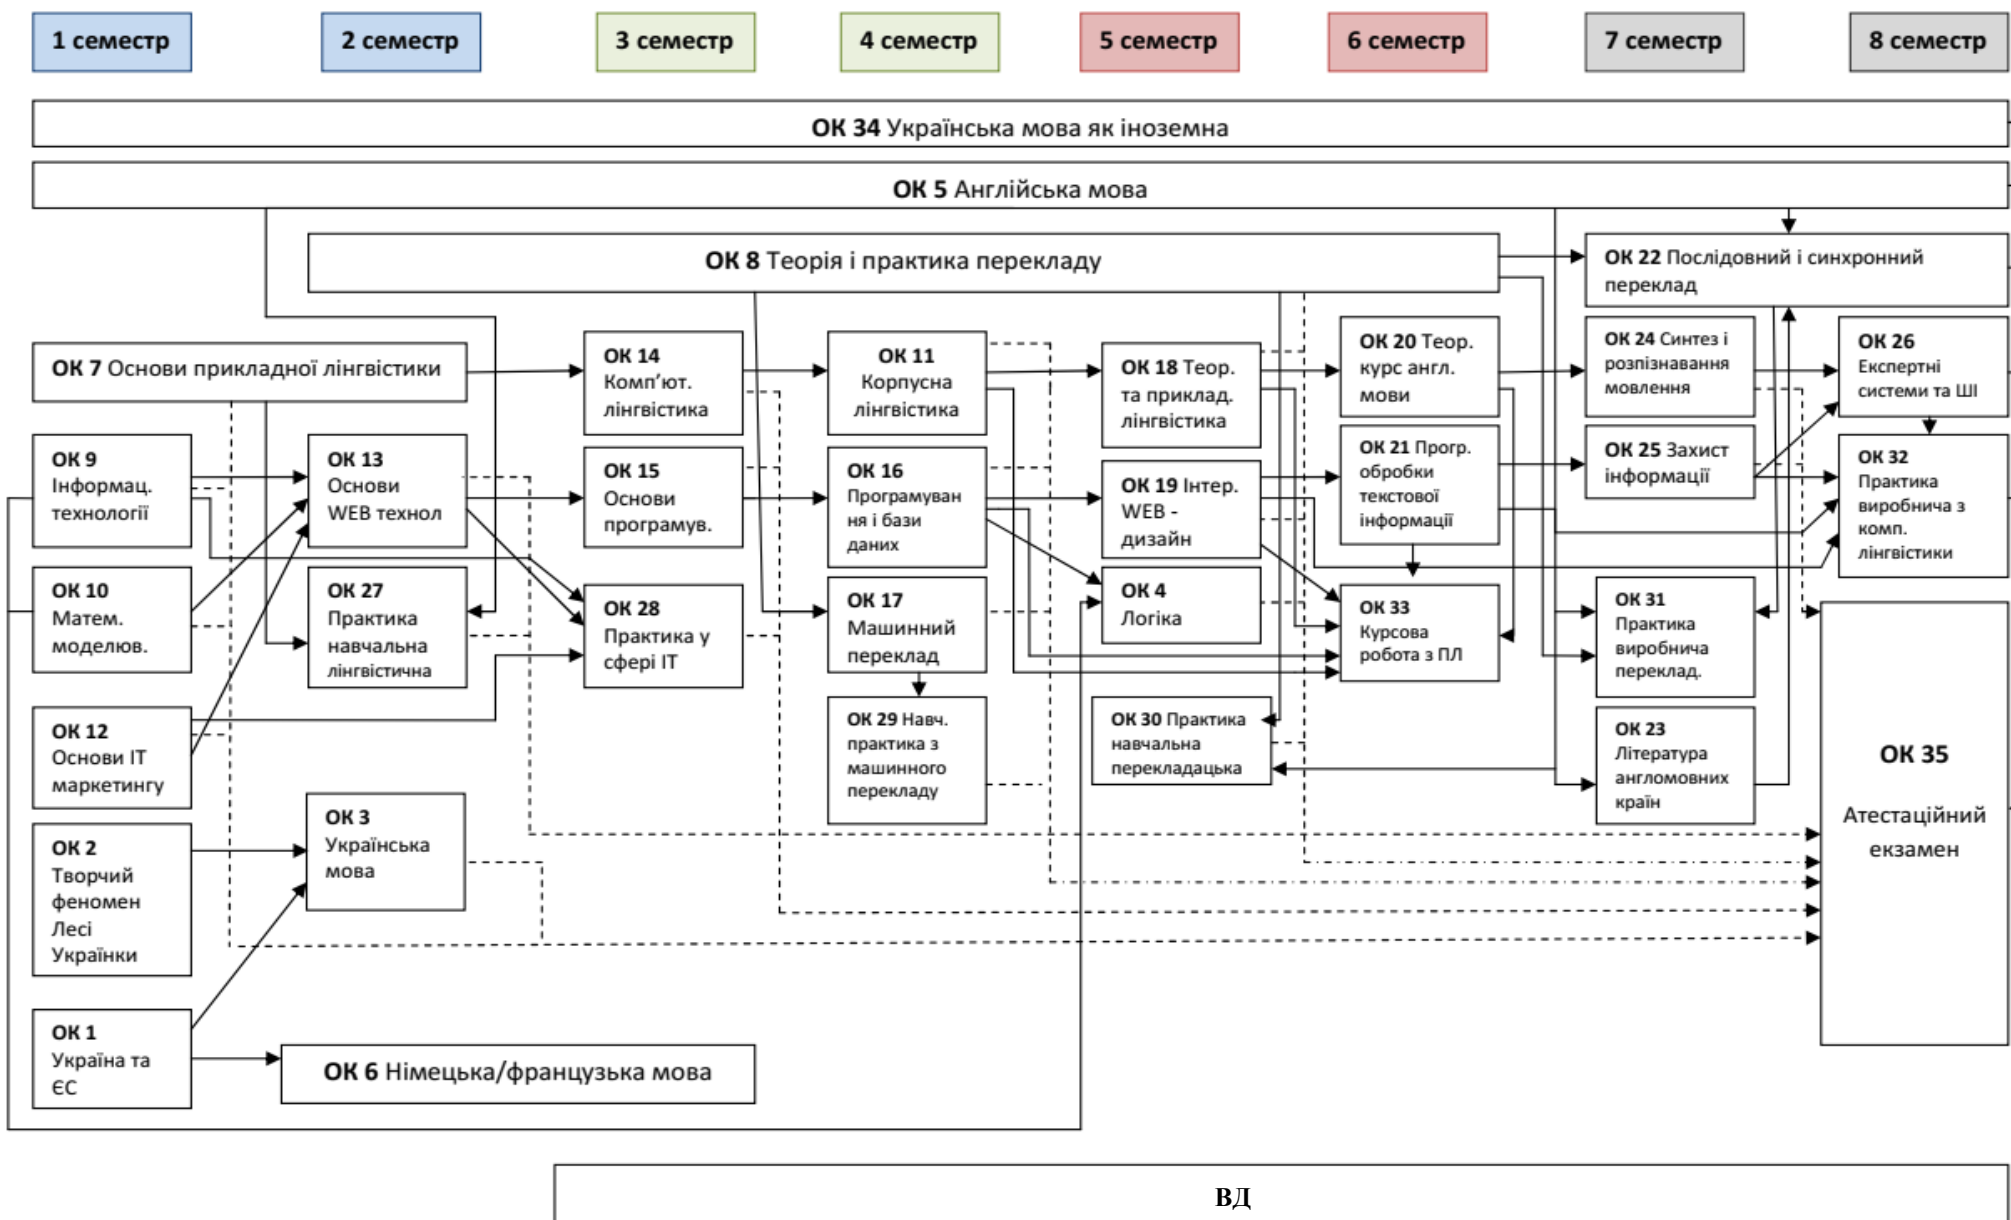 1 семестр
2 семестр
3 семестр
4 семестр
5 семестр
6 семестр
7 семестр
8 семестр
ОК 34 Українська мова як іноземна
ОК 5 Англійська мова
ОК 8 Теорія і практика перекладу
ОК 22 Послідовний і синхронний
переклад
ОК 7 Основи прикладної лінгвістики
ОК 14
Комп’ют.
лінгвістика
ОК 11
Корпусна
лінгвістика
ОК 18 Теор.
та приклад.
лінгвістика
ОК 20 Теор.
курс англ.
мови
ОК 24 Синтез і
розпізнавання
мовлення
ОК 26
Експертні
системи та ШІ
ОК 9
Інформац.
технології
ОК 13
Основи
WEB технол
ОК 15
Основи
програмув.
ОК 16
Програмуван
ня і бази
даних
ОК 19 Інтер.
WEB -
дизайн
ОК 21 Прогр.
обробки
текстової
інформації
ОК 25 Захист
інформації
ОК 32
Практика
виробнича з
комп.
лінгвістики
ОК 10
Матем.
моделюв.
ОК 27
Практика
навчальна
лінгвістична
ОК 28
Практика у
сфері ІТ
ОК 17
Машинний
переклад
ОК 4
Логіка
ОК 33
Курсова
робота з ПЛ
ОК 31
Практика
виробнича
переклад.
ОК 12
Основи ІТ
маркетингу
ОК 29 Навч.
практика з
машинного
перекладу
ОК 30 Практика
навчальна
перекладацька
ОК 23
Література
англомовних
країн
ОК 35
Атестаційний
екзамен
ОК 2
Творчий
феномен
Лесі
Українки
ОК 3
Українська
мова
ОК 1
Україна та
ЄС
ОК 6 Німецька/французька мова
ВД